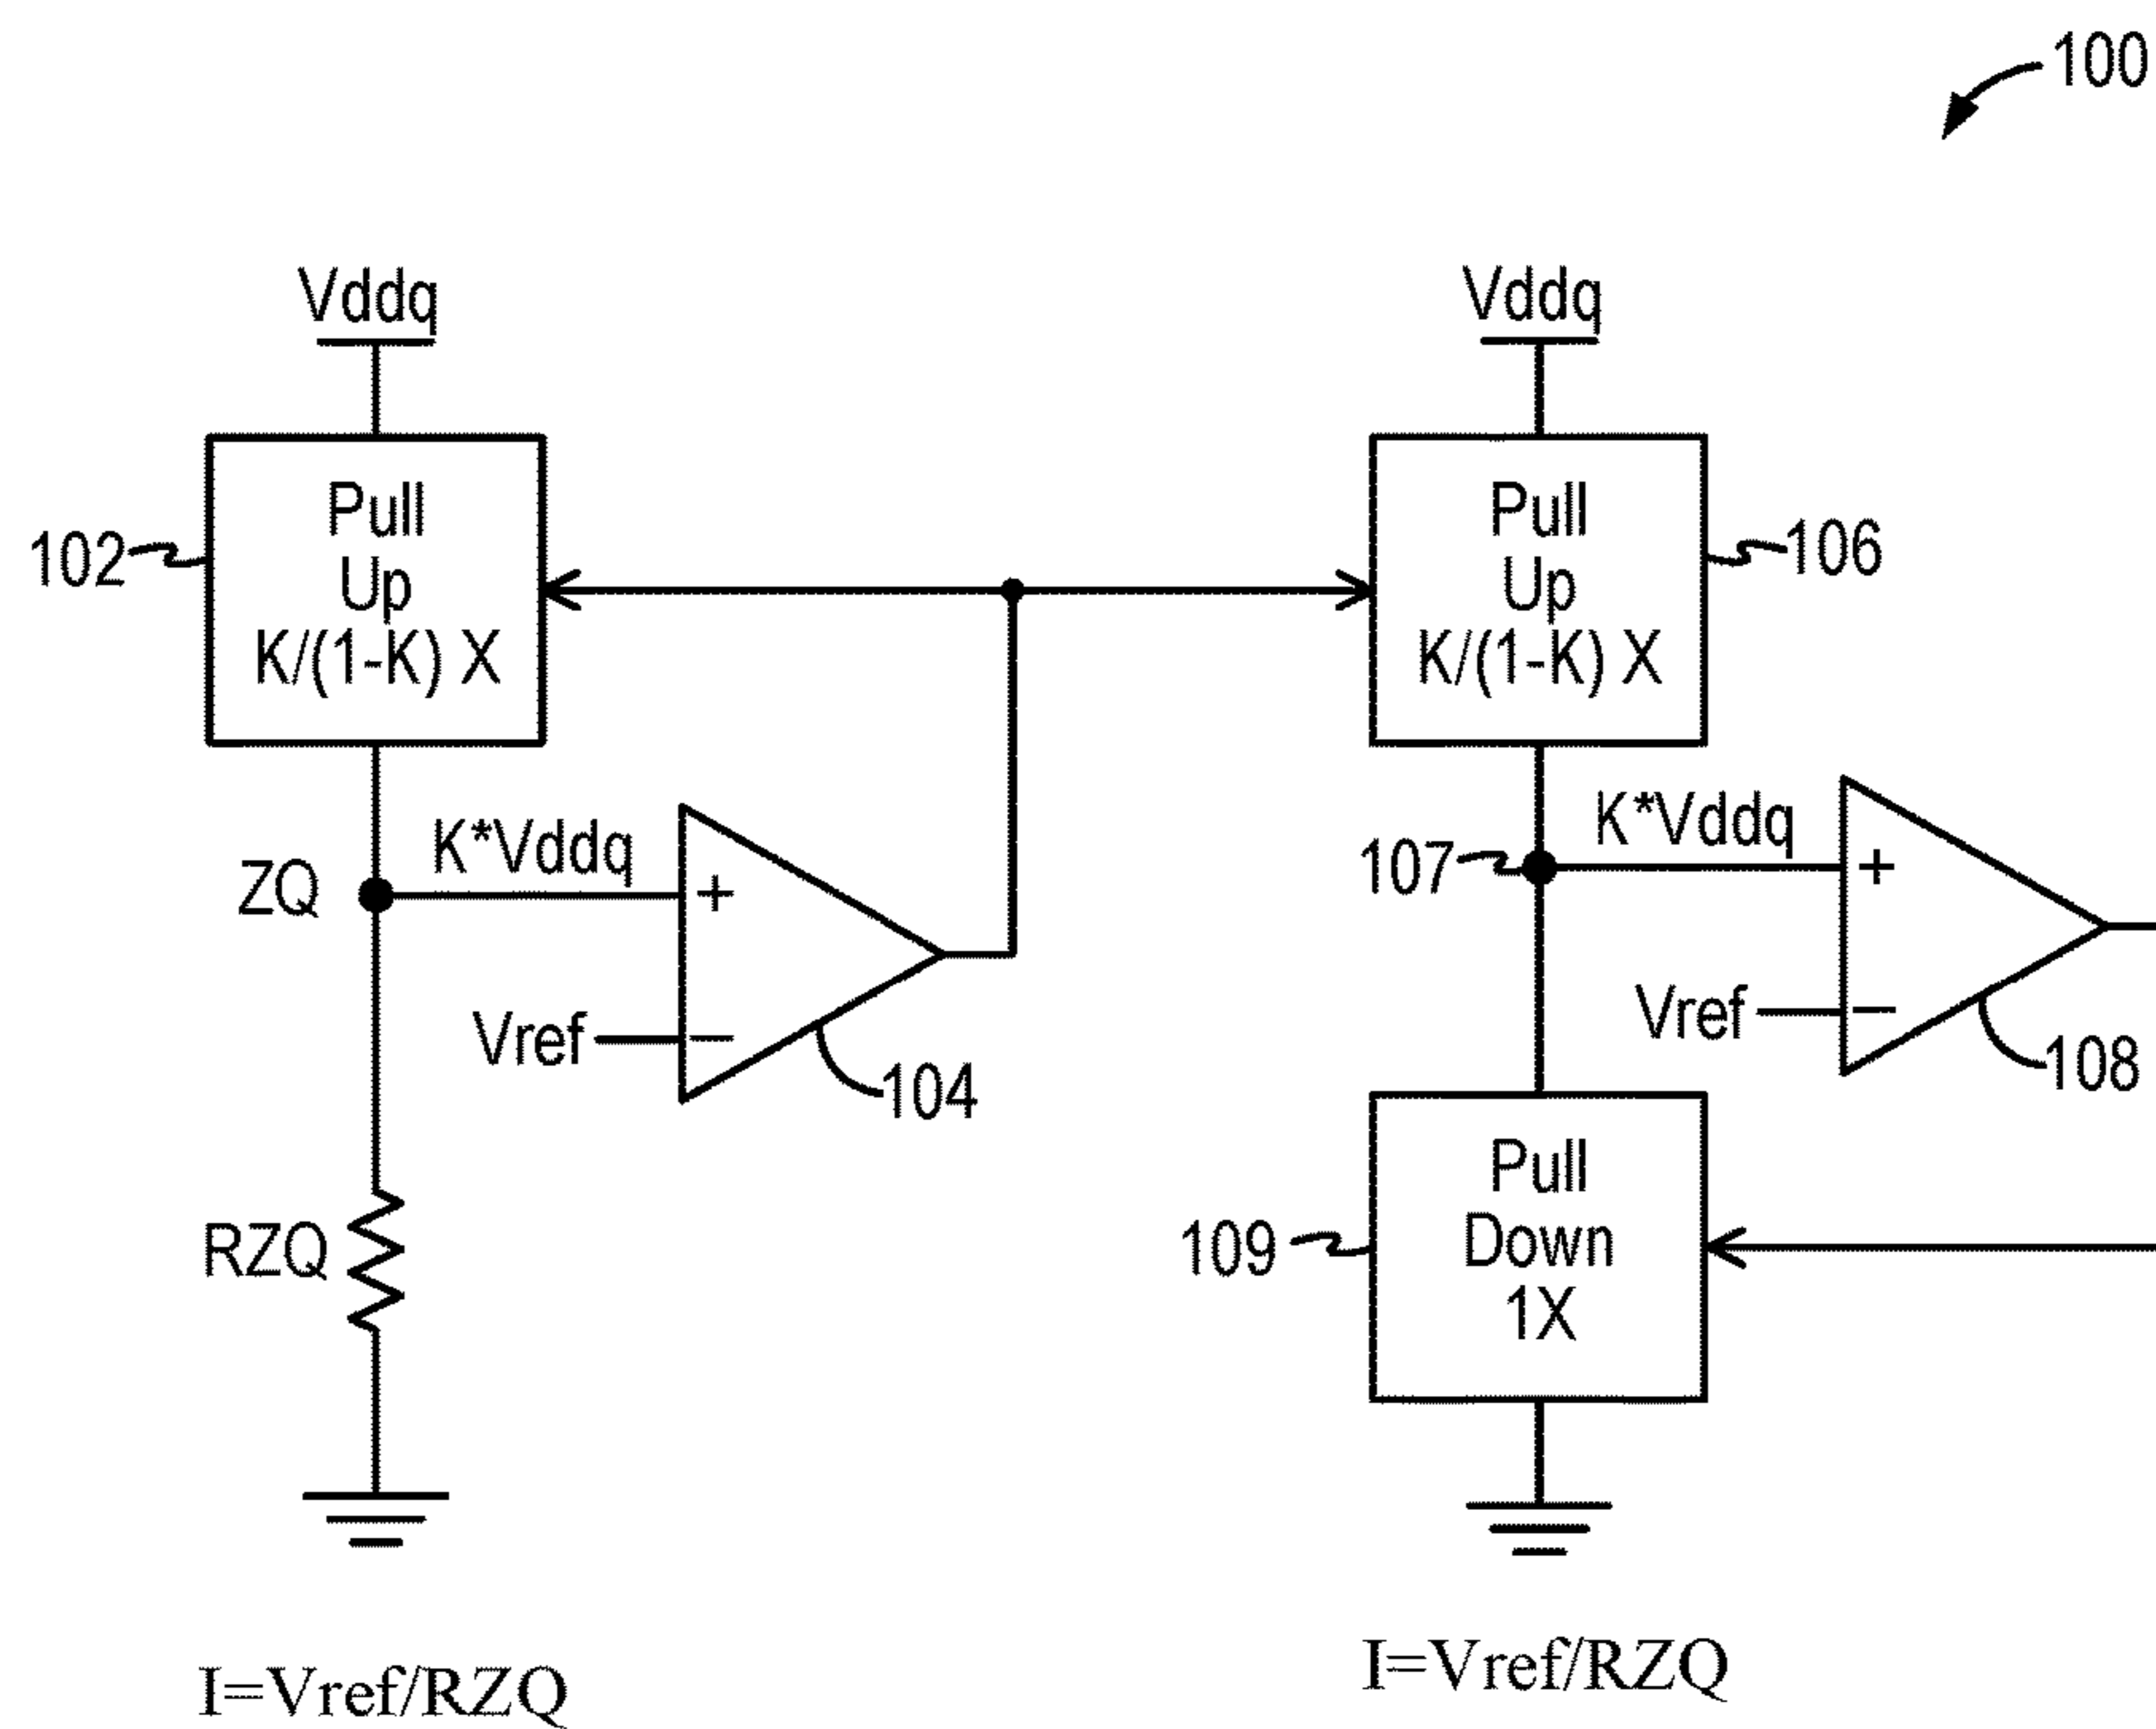 100
Vddq
Vddq
Pull
Up
K/(1-K) X
102
Pull
Up
K/(1-K) X
106
ZQ
K*Vddq
+
Vref
−
104
107
K*Vddq
+
Vref
−
108
RZQ
109
Pull
Down
1X
I=Vref/RZQ
I=Vref/RZQ